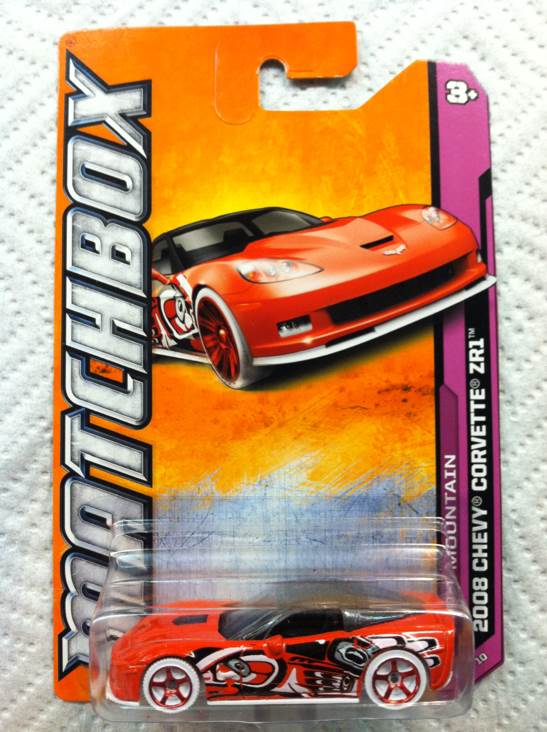 MATCHBOX
3+
MOUNTAIN
2008 CHEVY® CORVETTE® ZR1™